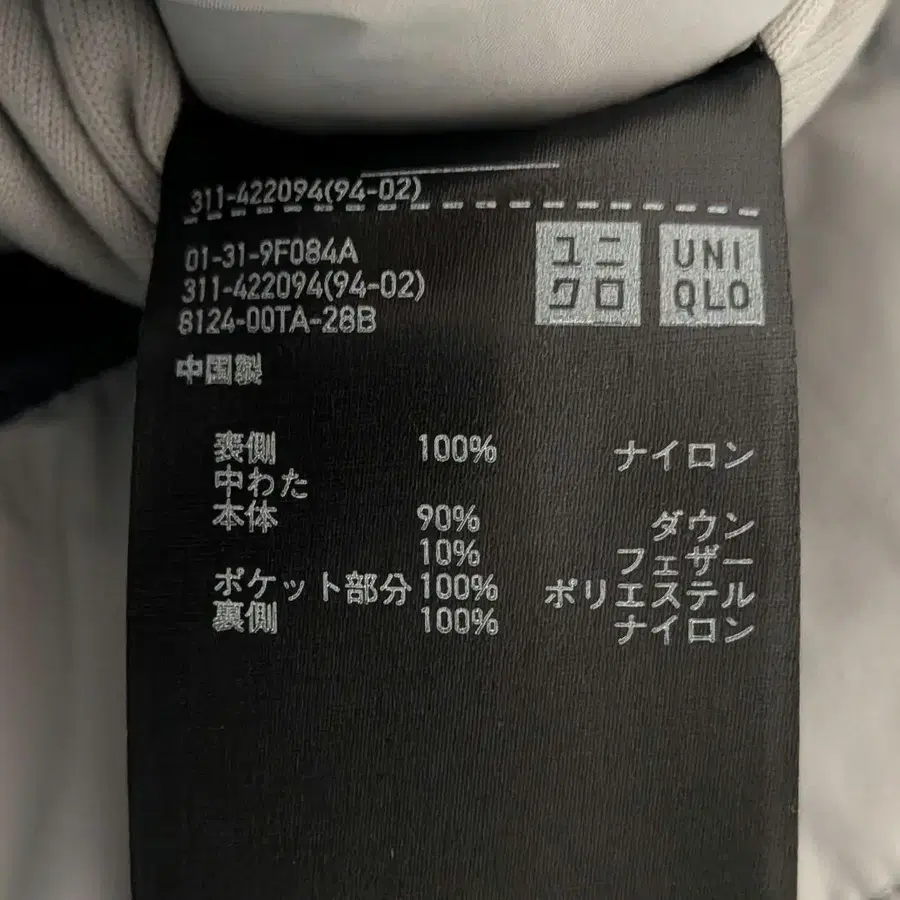 311-422094(94-02)
01-31-9F084A
311-422094(94-02)
8124-00TA-28B
ユニ
クロ
UNI
QLO
中国製
表側 100% ナイロン
中わた
本体 90% ダウン
10% フェザー
ポケット部分 100% ポリエステル
裏側 100% ナイロン